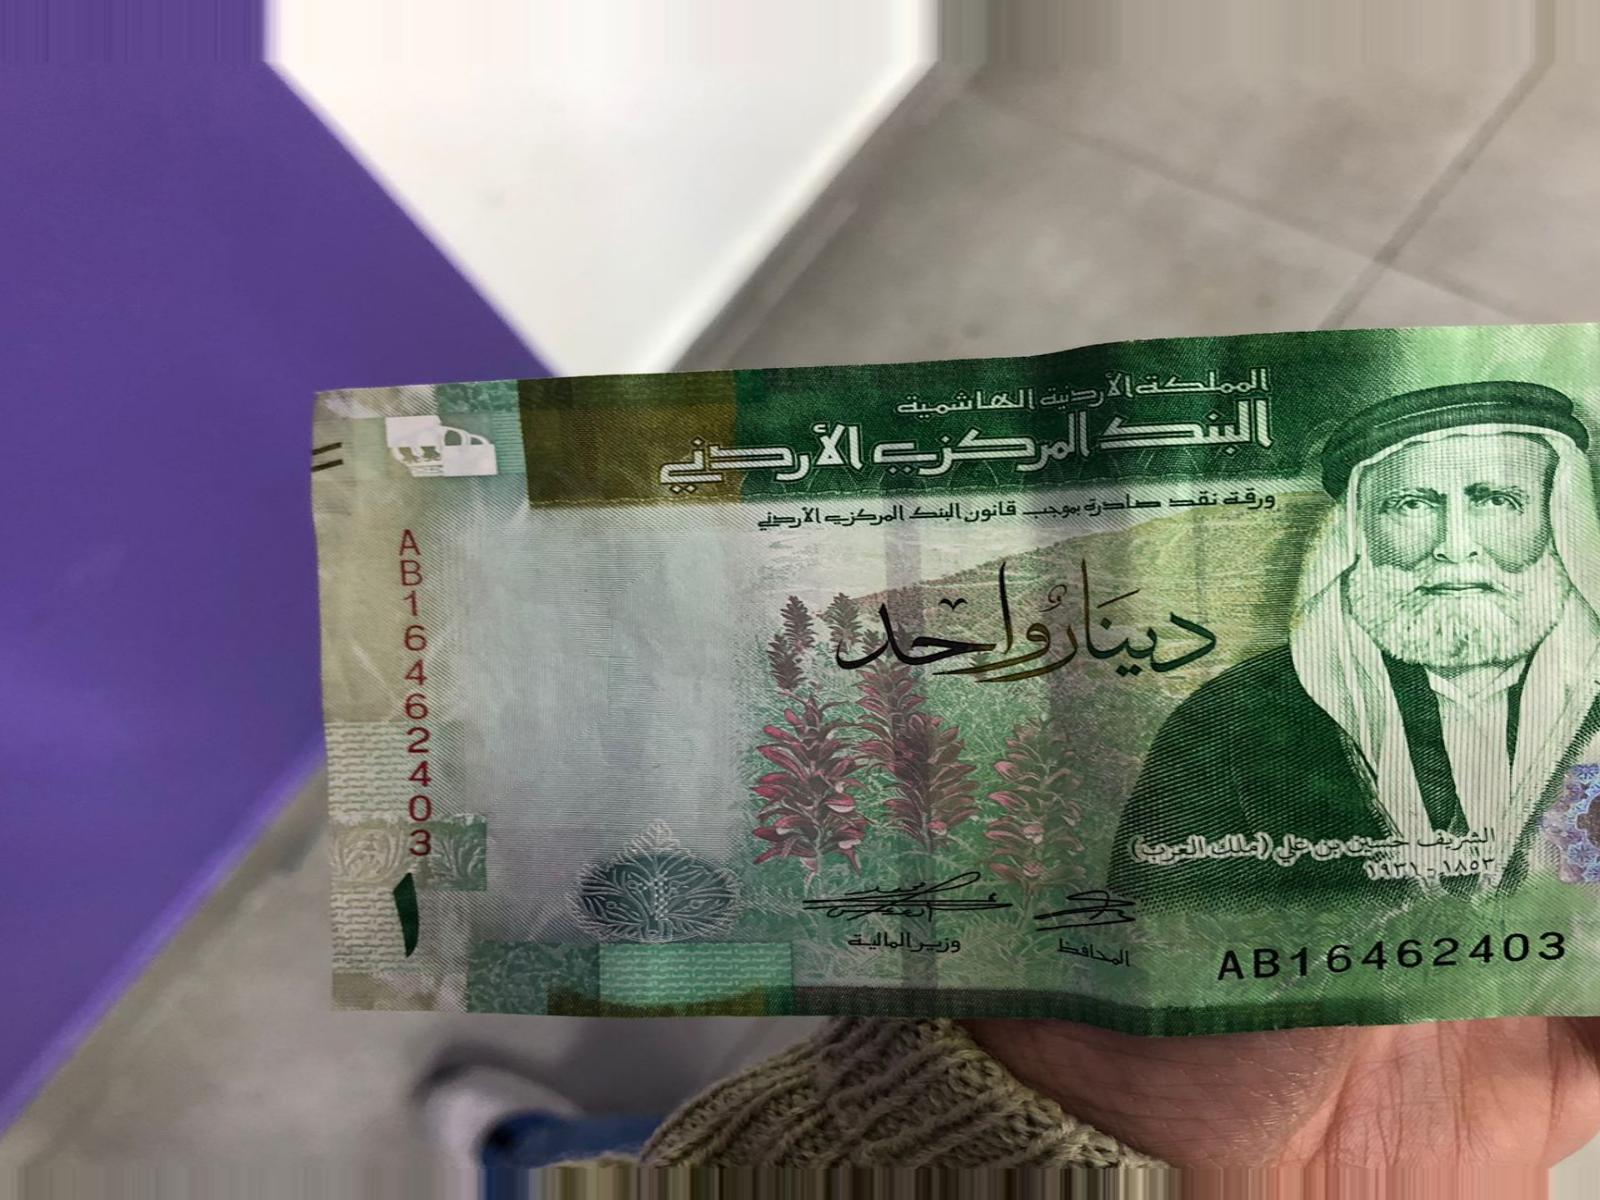 المملكة الأردنية الهاشمية
البنك المركزي الأردني
ورقة نقد صادرة بموجب قانون البنك المركزي الأردني
دينارٌ واحد
AB16462403
الشريف حسين بن علي (ملك العرب)
١٨٥٣ - ١٩٣١
المحافظ
وزير المالية
AB16462403
١